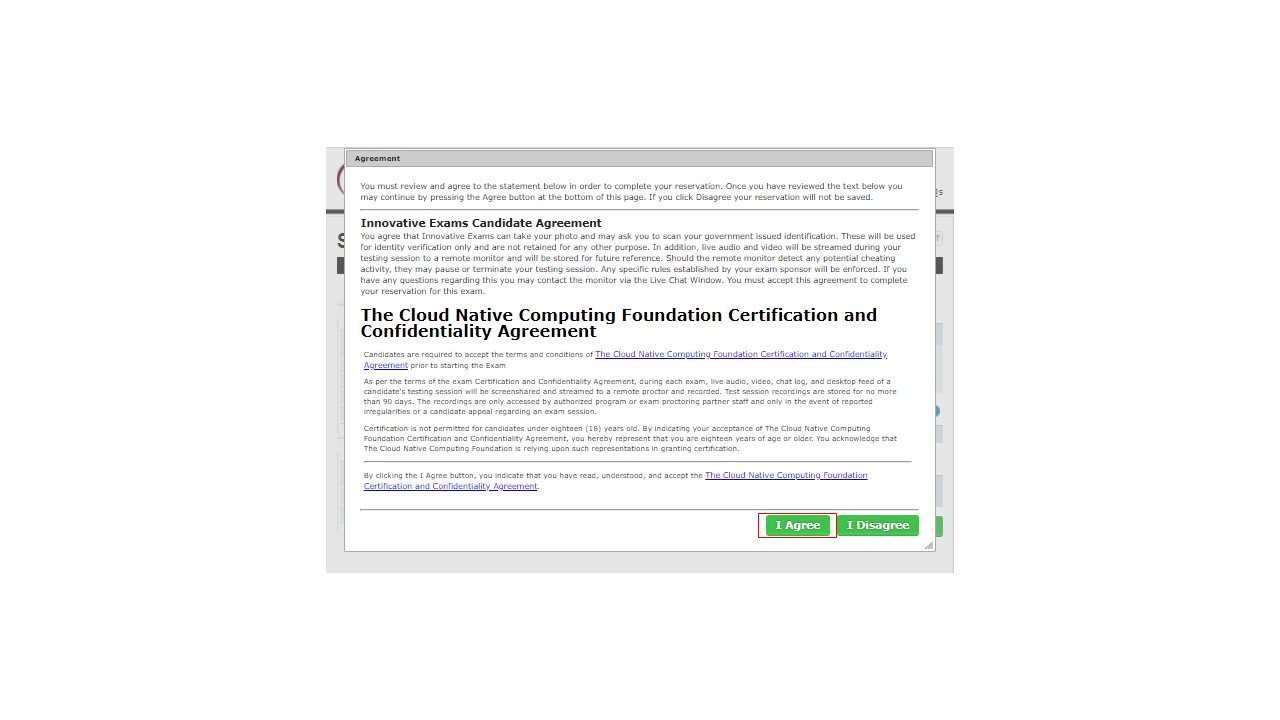 Agreement
You must review and agree to the statement below in order to complete your reservation. Once you have reviewed the text below you
may continue by pressing the Agree button at the bottom of this page. If you click Disagree your reservation will not be saved.
Innovative Exams Candidate Agreement
You agree that Innovative Exams can take your photo and may ask you to scan your government issued identification. These will be used
for identity verification only and are not retained for any other purpose. In addition, live audio and video will be streamed during your
testing session to a remote monitor and will be stored for future reference. Should the remote monitor detect any potential cheating
activity, they may pause or terminate your testing session. Any specific rules established by your exam sponsor will be enforced. If you
have any questions regarding this you may contact the monitor via the Live Chat Window. You must accept this agreement to complete
your reservation for this exam.
The Cloud Native Computing Foundation Certification and
Confidentiality Agreement
Candidates are required to accept the terms and conditions of The Cloud Native Computing Foundation Certification and Confidentiality
Agreement prior to starting the Exam
As per the terms of the exam Certification and Confidentiality Agreement, during each exam, live audio, video, chat log, and desktop feed of a
candidate's testing session will be screenshared and streamed to a remote proctor and recorded. Test session recordings are stored for no more
than 90 days. The recordings are only accessed by authorized program or exam proctoring partner staff and only in the event of reported
irregularities or a candidate appeal regarding an exam session.
Certification is not permitted for candidates under eighteen (18) years old. By indicating your acceptance of The Cloud Native Computing
Foundation Certification and Confidentiality Agreement, you hereby represent that you are eighteen years of age or older. You acknowledge that
The Cloud Native Computing Foundation is relying upon such representations in granting certification.
By clicking the I Agree button, you indicate that you have read, understood, and accept the The Cloud Native Computing Foundation
Certification and Confidentiality Agreement.
I Agree I Disagree